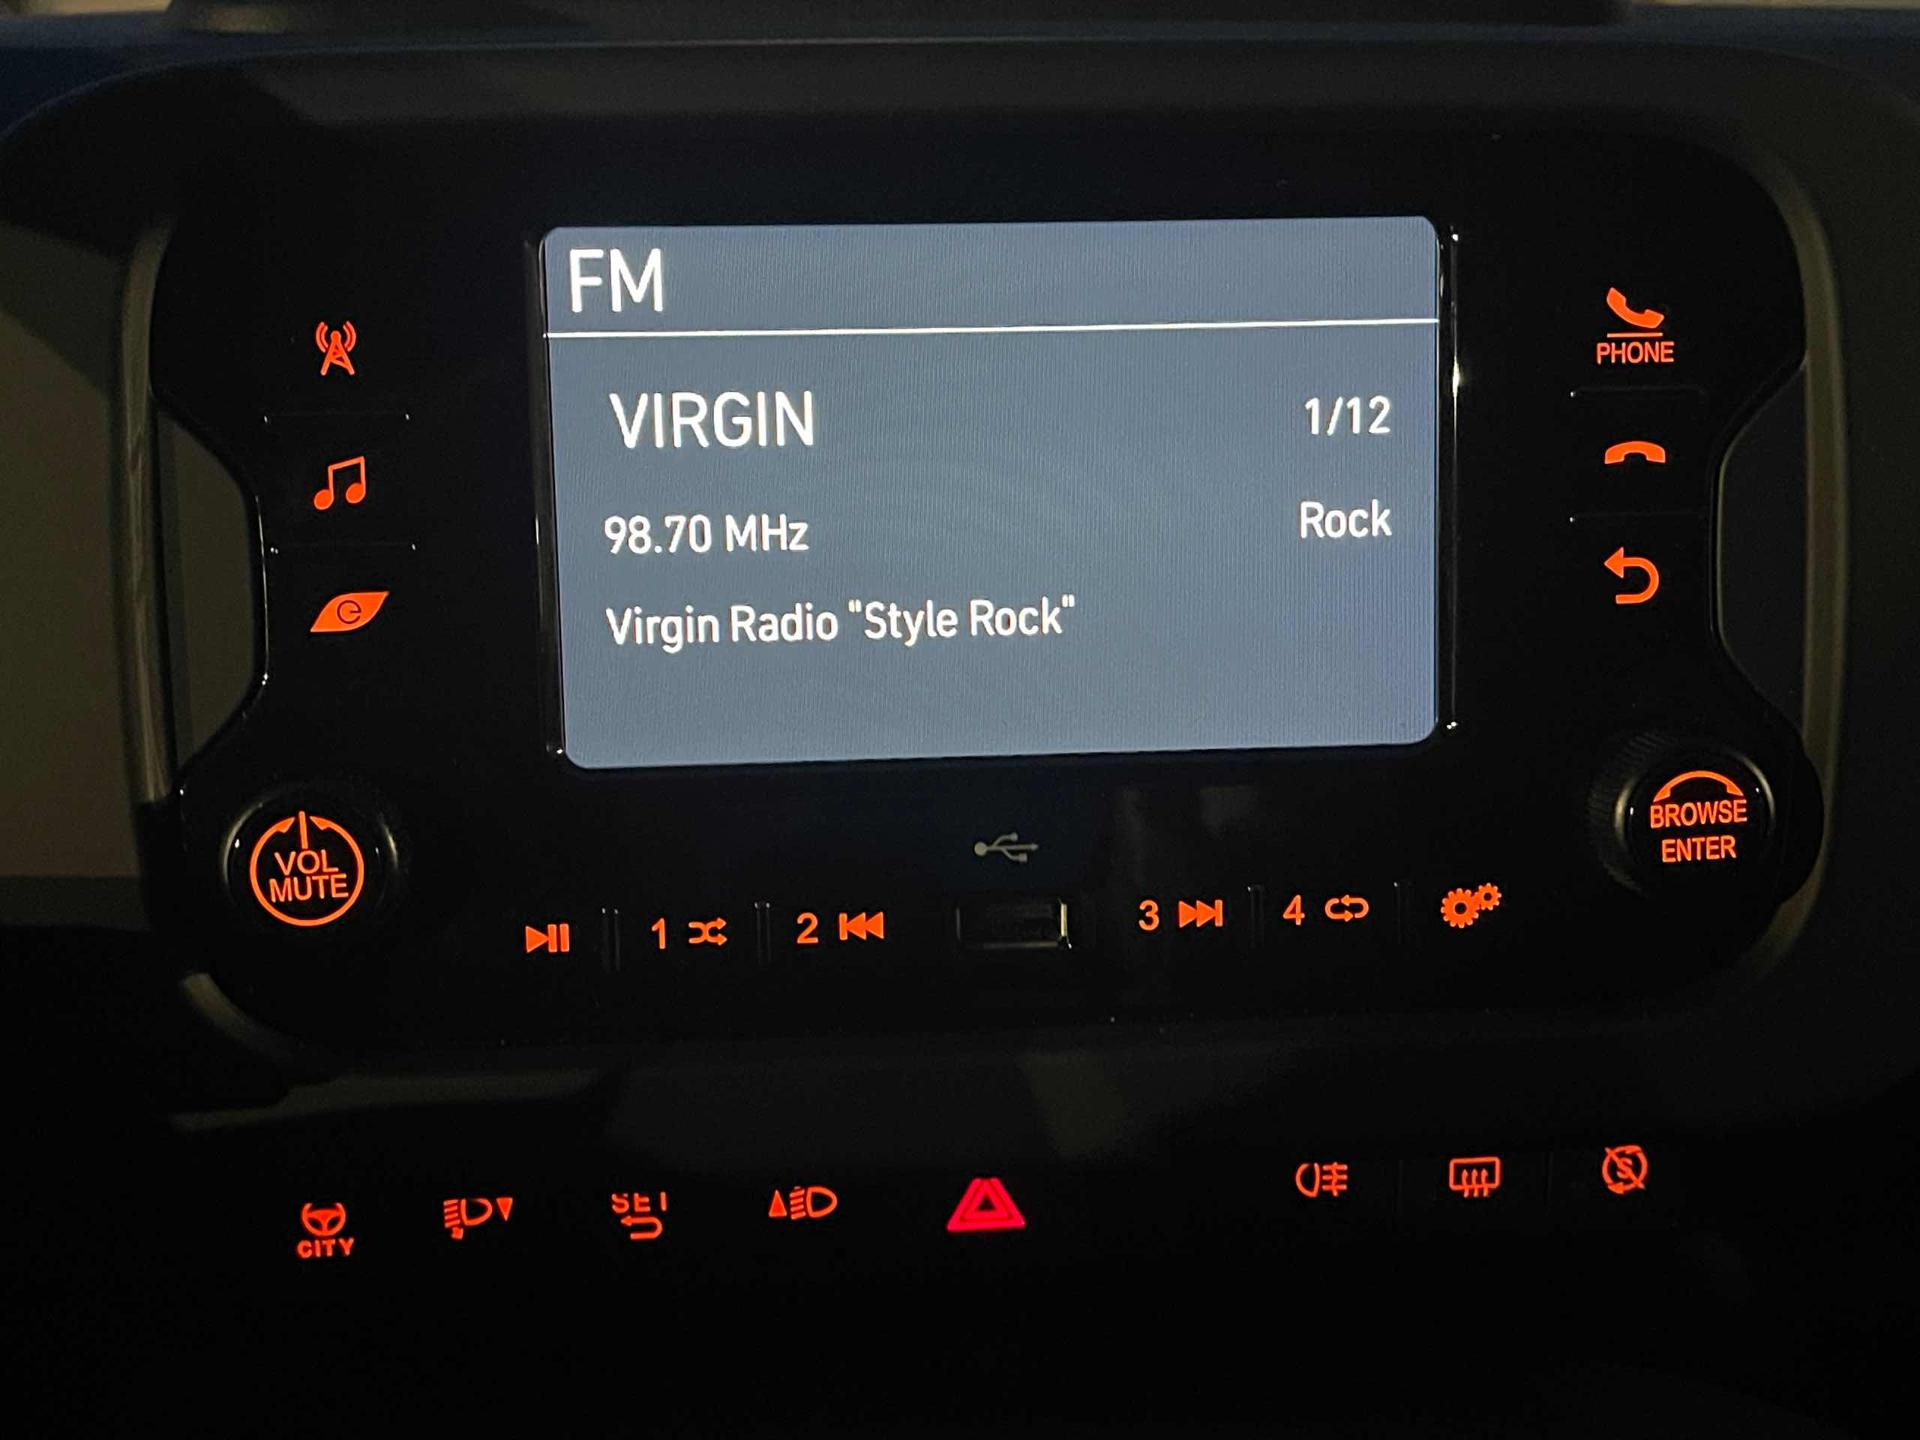 FM
VIRGIN
1/12
98.70 MHz
Rock
Virgin Radio "Style Rock"
PHONE
VOL
MUTE
BROWSE
ENTER
1
2
3
4
CITY
SET